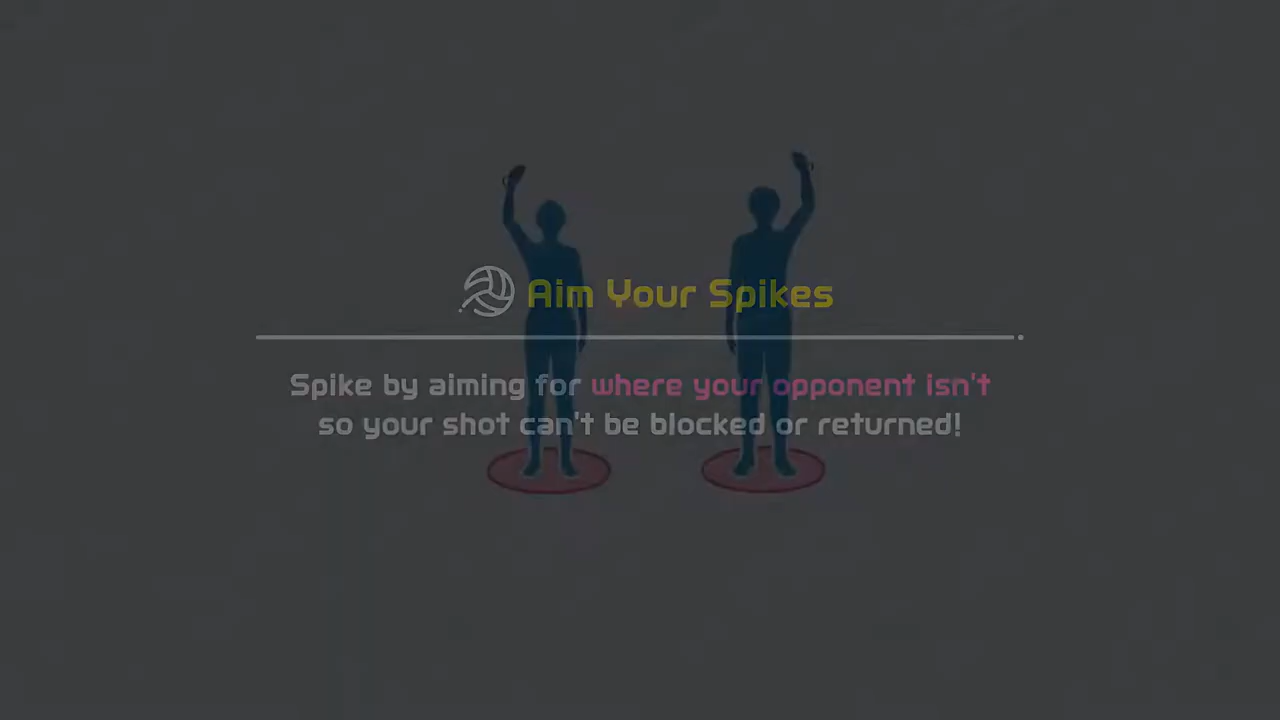 Aim Your Spikes
Spike by aiming for where your opponent isn't
so your shot can't be blocked or returned!